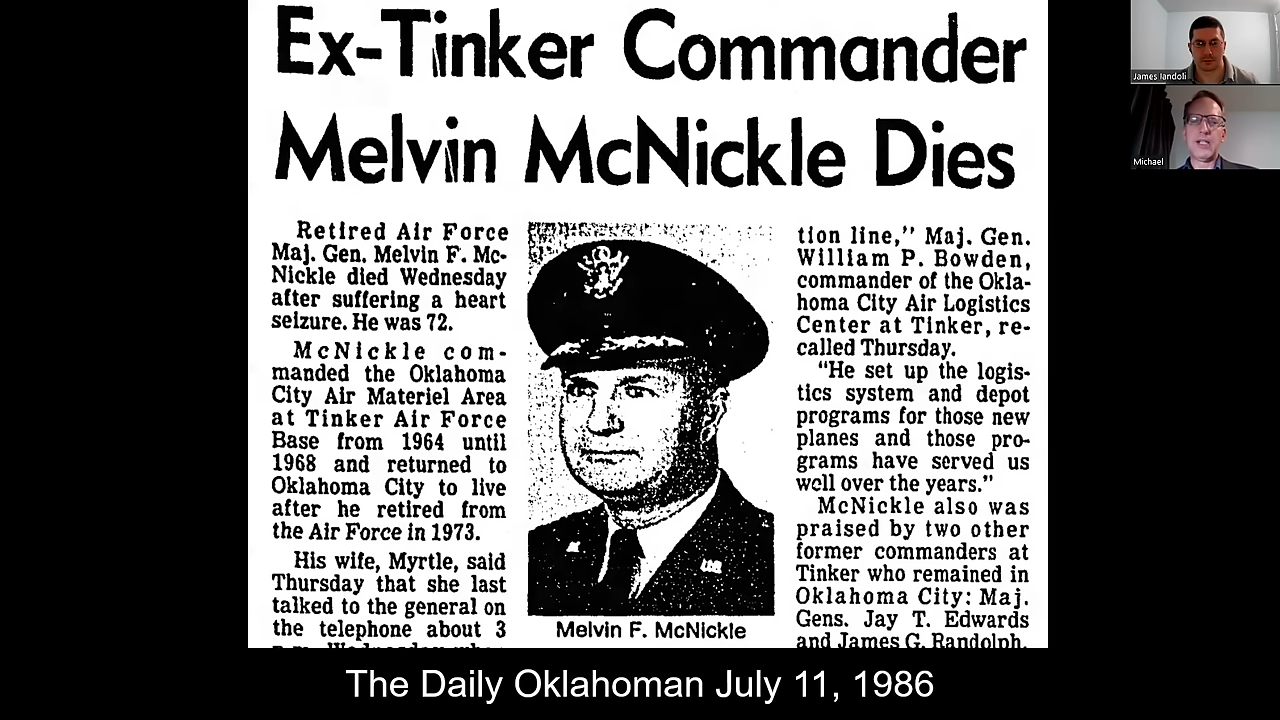 Ex-Tinker Commander
Melvin McNickle Dies
Retired Air Force
Maj. Gen. Melvin F. Mc-
Nickle died Wednesday
after suffering a heart
seizure. He was 72.
McNickle com-
manded the Oklahoma
City Air Materiel Area
at Tinker Air Force
Base from 1964 until
1968 and returned to
Oklahoma City to live
after he retired from
the Air Force in 1973.
His wife, Myrtle, said
Thursday that she last
talked to the general on
the telephone about 3
Melvin F. McNickle
tion line,” Maj. Gen.
William P. Bowden,
commander of the Okla-
homa City Air Logistics
Center at Tinker, re-
called Thursday.
“He set up the logis-
tics system and depot
programs for those new
planes and those pro-
grams have served us
well over the years.”
McNickle also was
praised by two other
former commanders at
Tinker who remained in
Oklahoma City: Maj.
Gens. Jay T. Edwards
and James G. Randolph.
The Daily Oklahoman July 11, 1986
James Iandoli
Michael